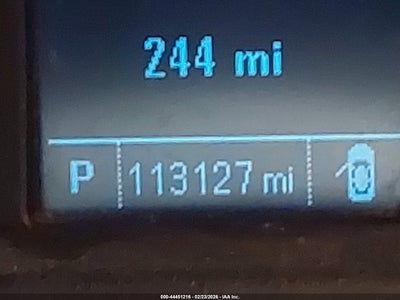 244 mi
P 113127 mi
000-44451216 - 02/23/2026 - IAA Inc.